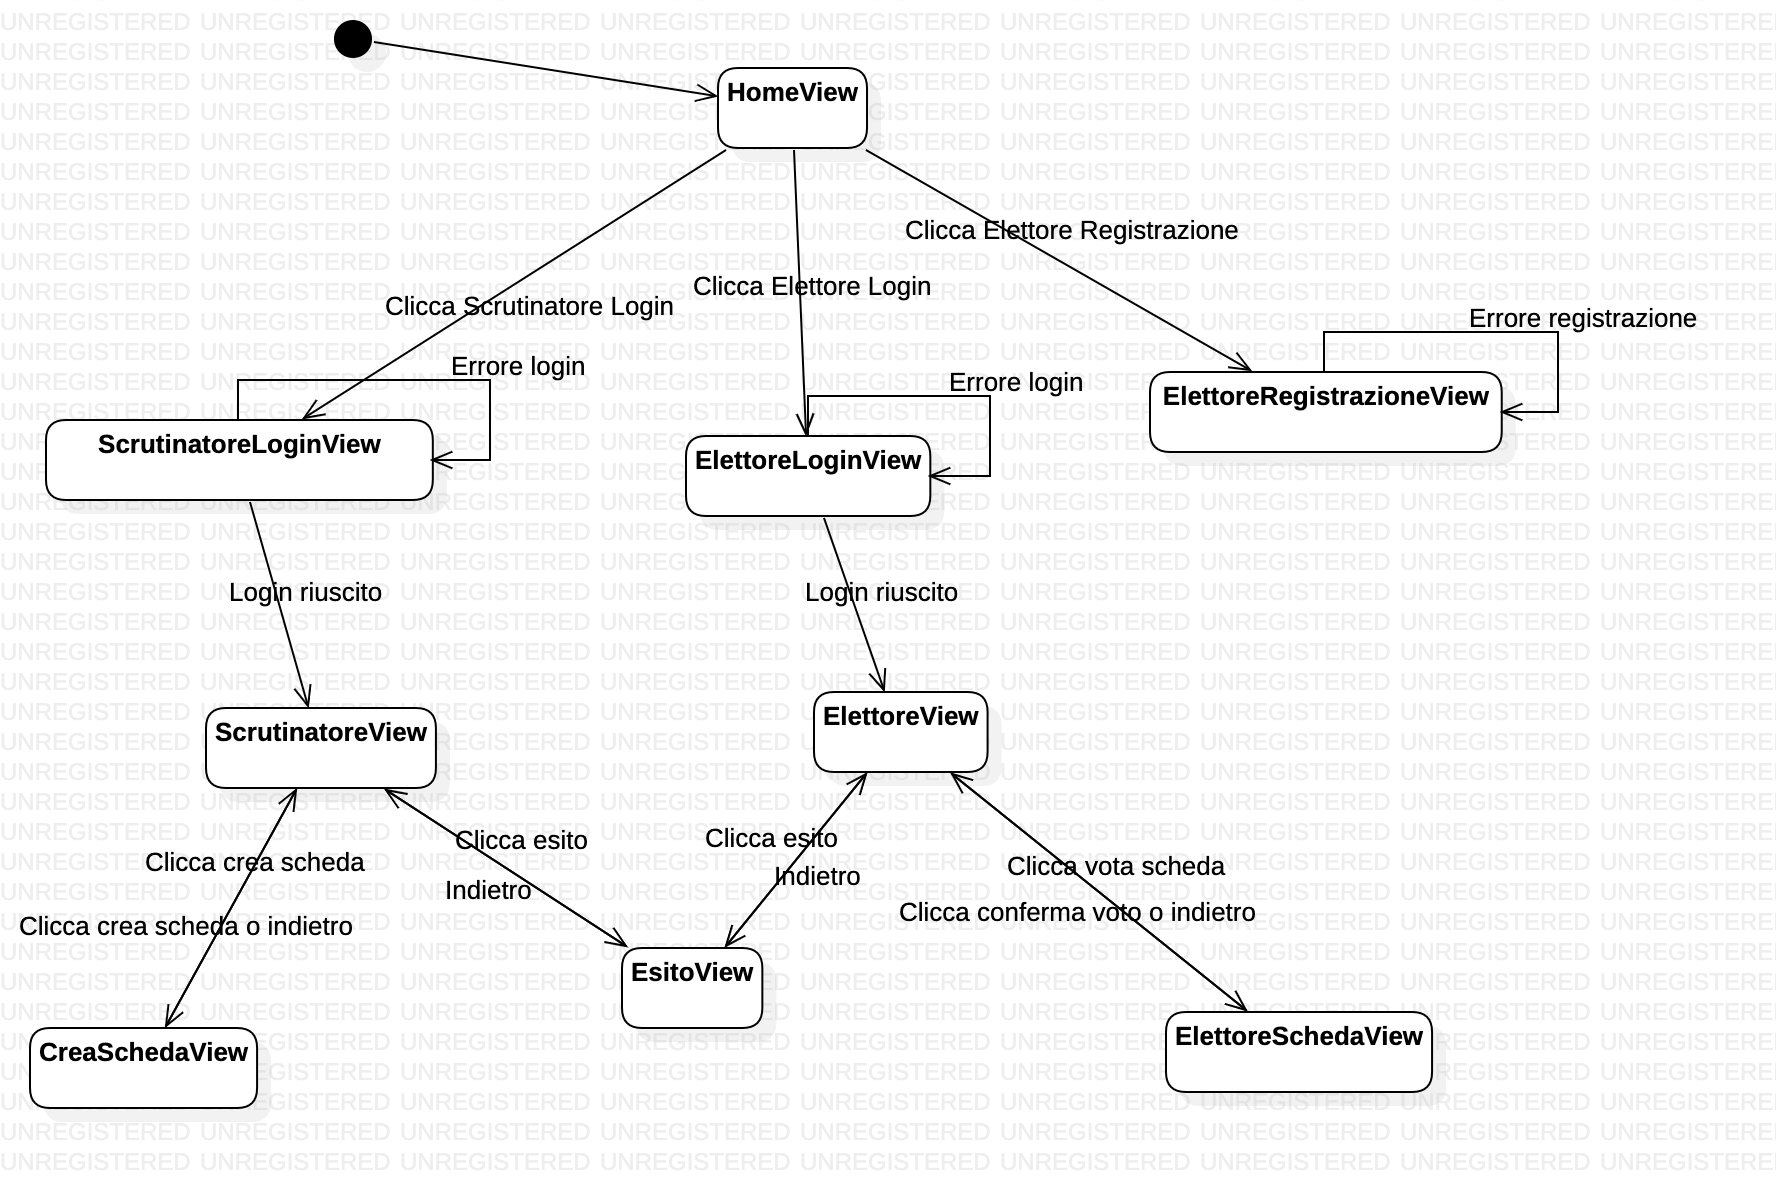 HomeView
Clicca Elettore Registrazione
Clicca Elettore Login
Clicca Scrutinatore Login
Errore registrazione
Errore login
Errore login
ElettoreRegistrazioneView
ScrutinatoreLoginView
ElettoreLoginView
Login riuscito
Login riuscito
ScrutinatoreView
ElettoreView
Clicca esito
Clicca esito
Clicca crea scheda
Clicca vota scheda
Indietro
Indietro
Clicca crea scheda o indietro
Clicca conferma voto o indietro
EsitoView
CreaSchedaView
ElettoreSchedaView
UNREGISTERED